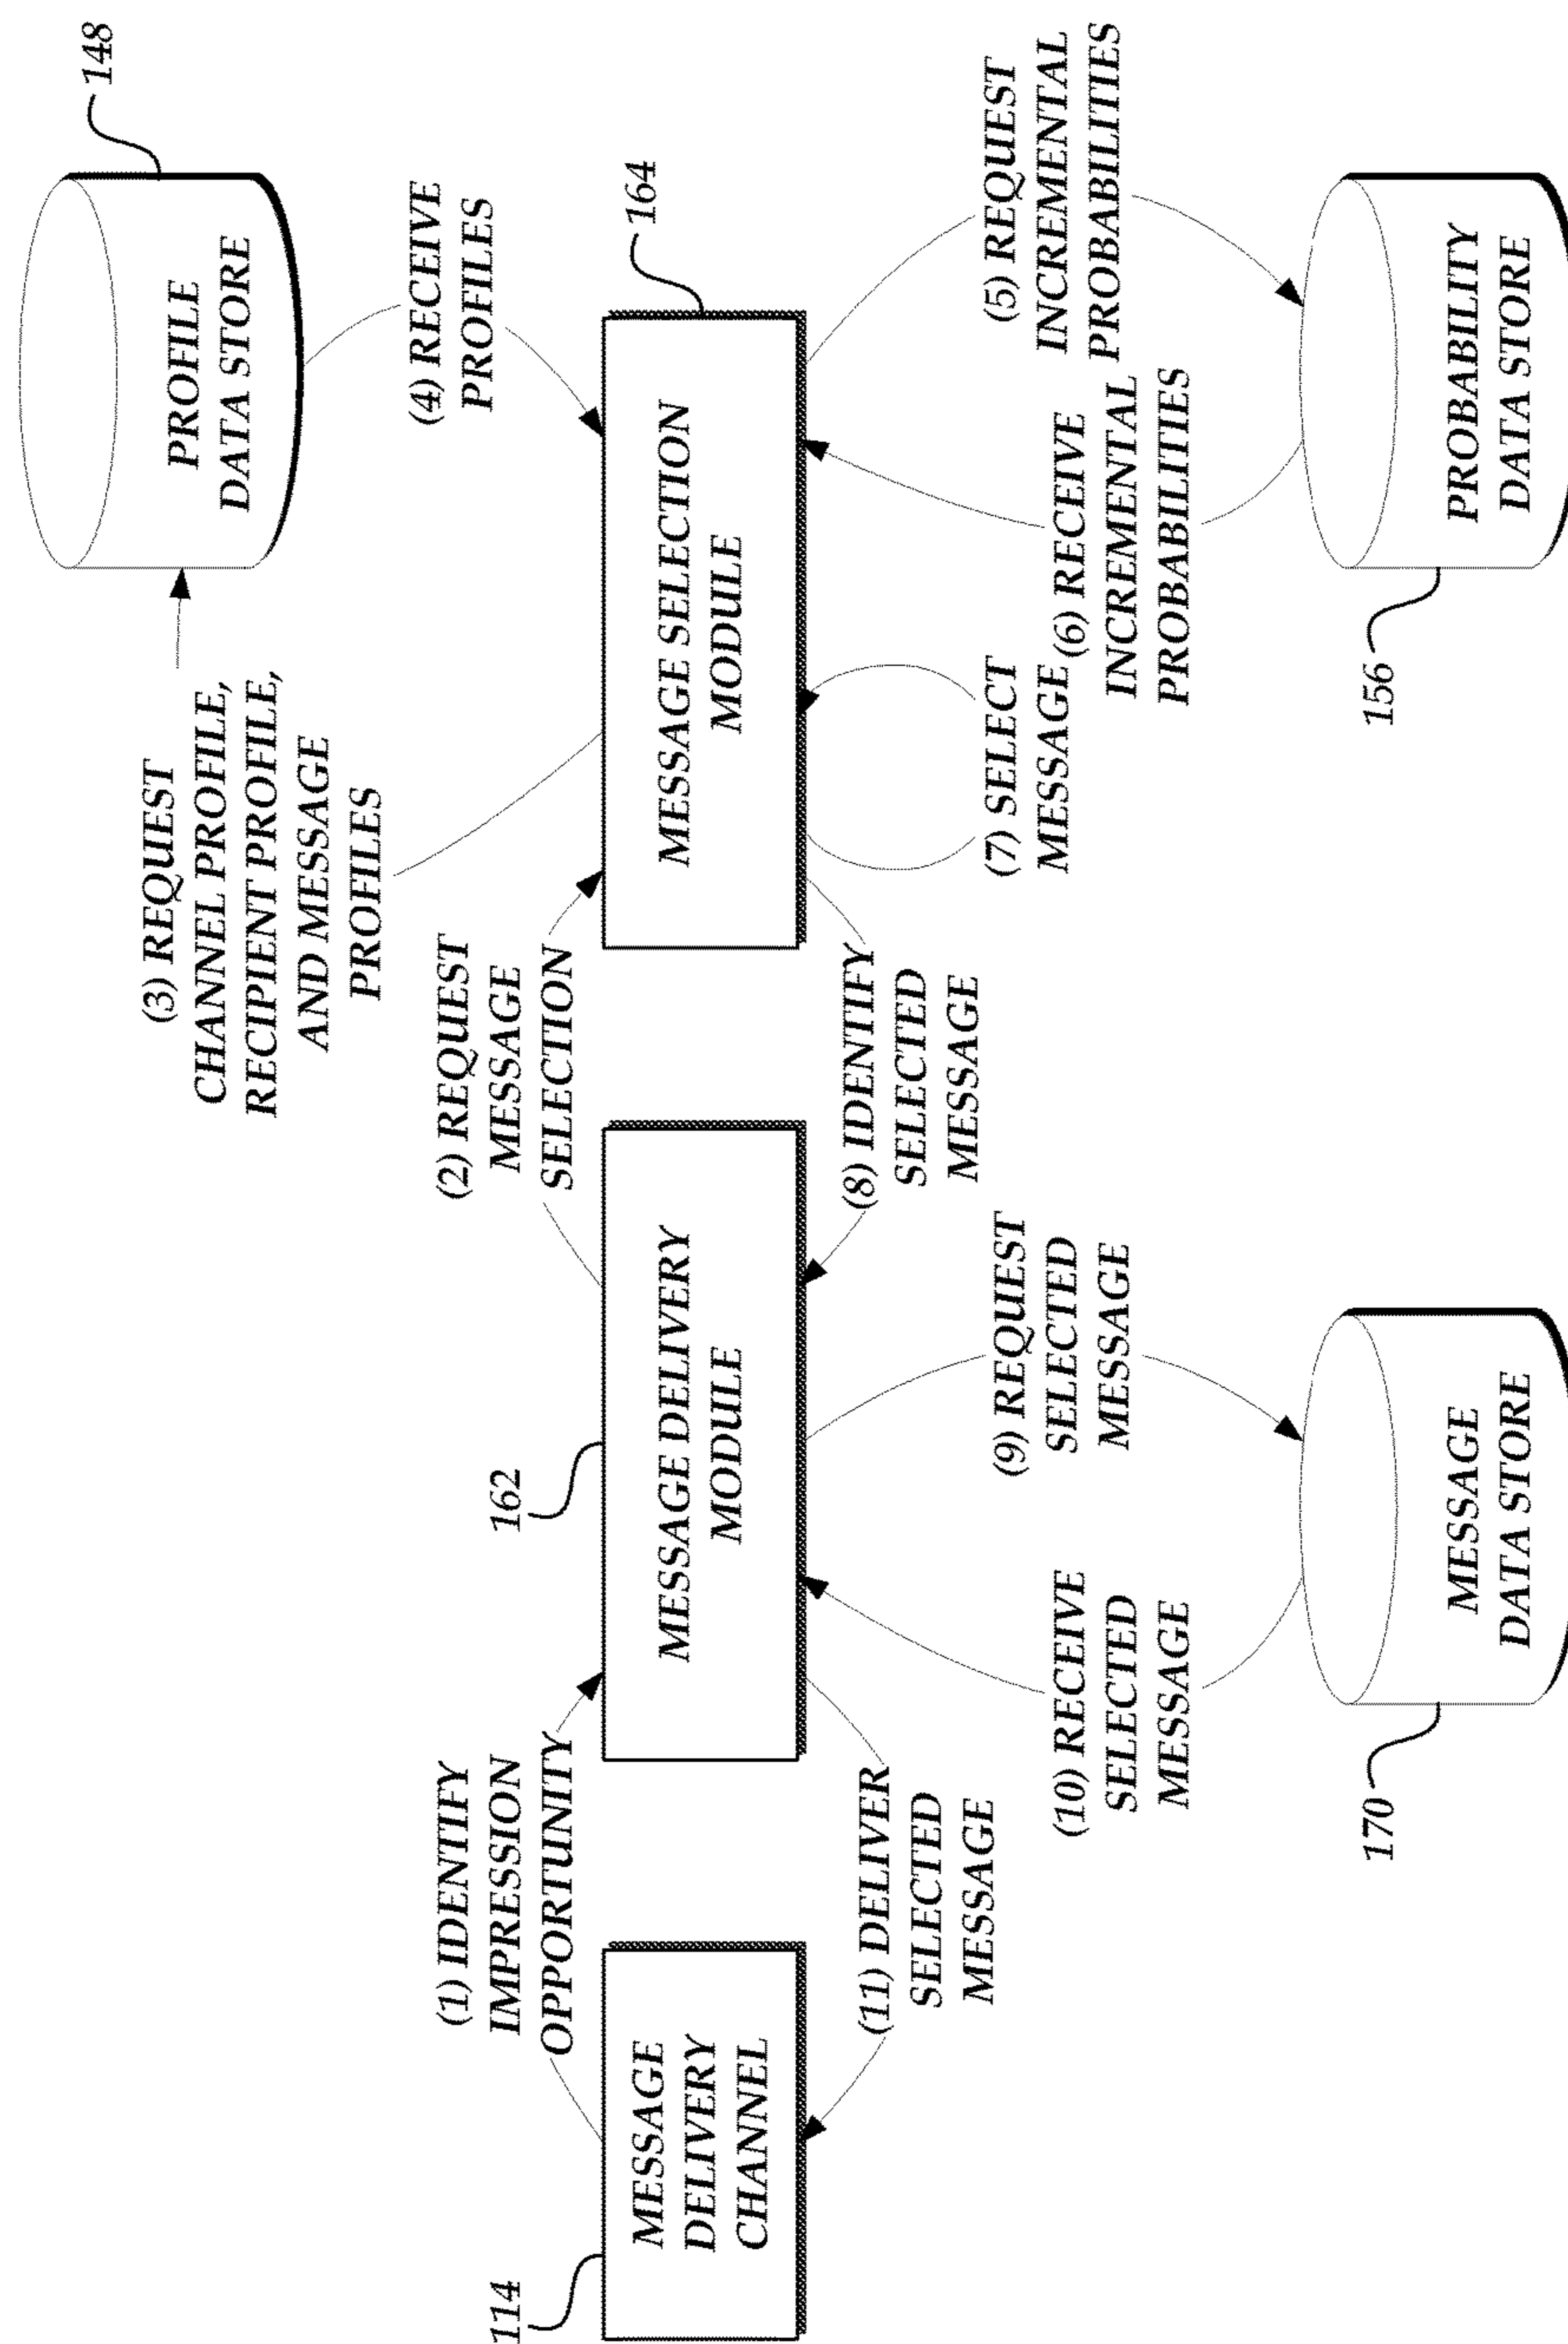 148
PROFILE
DATA STORE
(3) REQUEST
CHANNEL PROFILE,
RECIPIENT PROFILE,
AND MESSAGE
PROFILES
(4) RECEIVE
PROFILES
(1) IDENTIFY
IMPRESSION
OPPORTUNITY
(2) REQUEST
MESSAGE
SELECTION
114
162
164
MESSAGE
DELIVERY
CHANNEL
MESSAGE DELIVERY
MODULE
MESSAGE SELECTION
MODULE
(11) DELIVER
SELECTED
MESSAGE
(8) IDENTIFY
SELECTED
MESSAGE
(7) SELECT
MESSAGE
(5) REQUEST
INCREMENTAL
PROBABILITIES
(6) RECEIVE
INCREMENTAL
PROBABILITIES
(9) REQUEST
SELECTED
MESSAGE
(10) RECEIVE
SELECTED
MESSAGE
170
MESSAGE
DATA STORE
156
PROBABILITY
DATA STORE